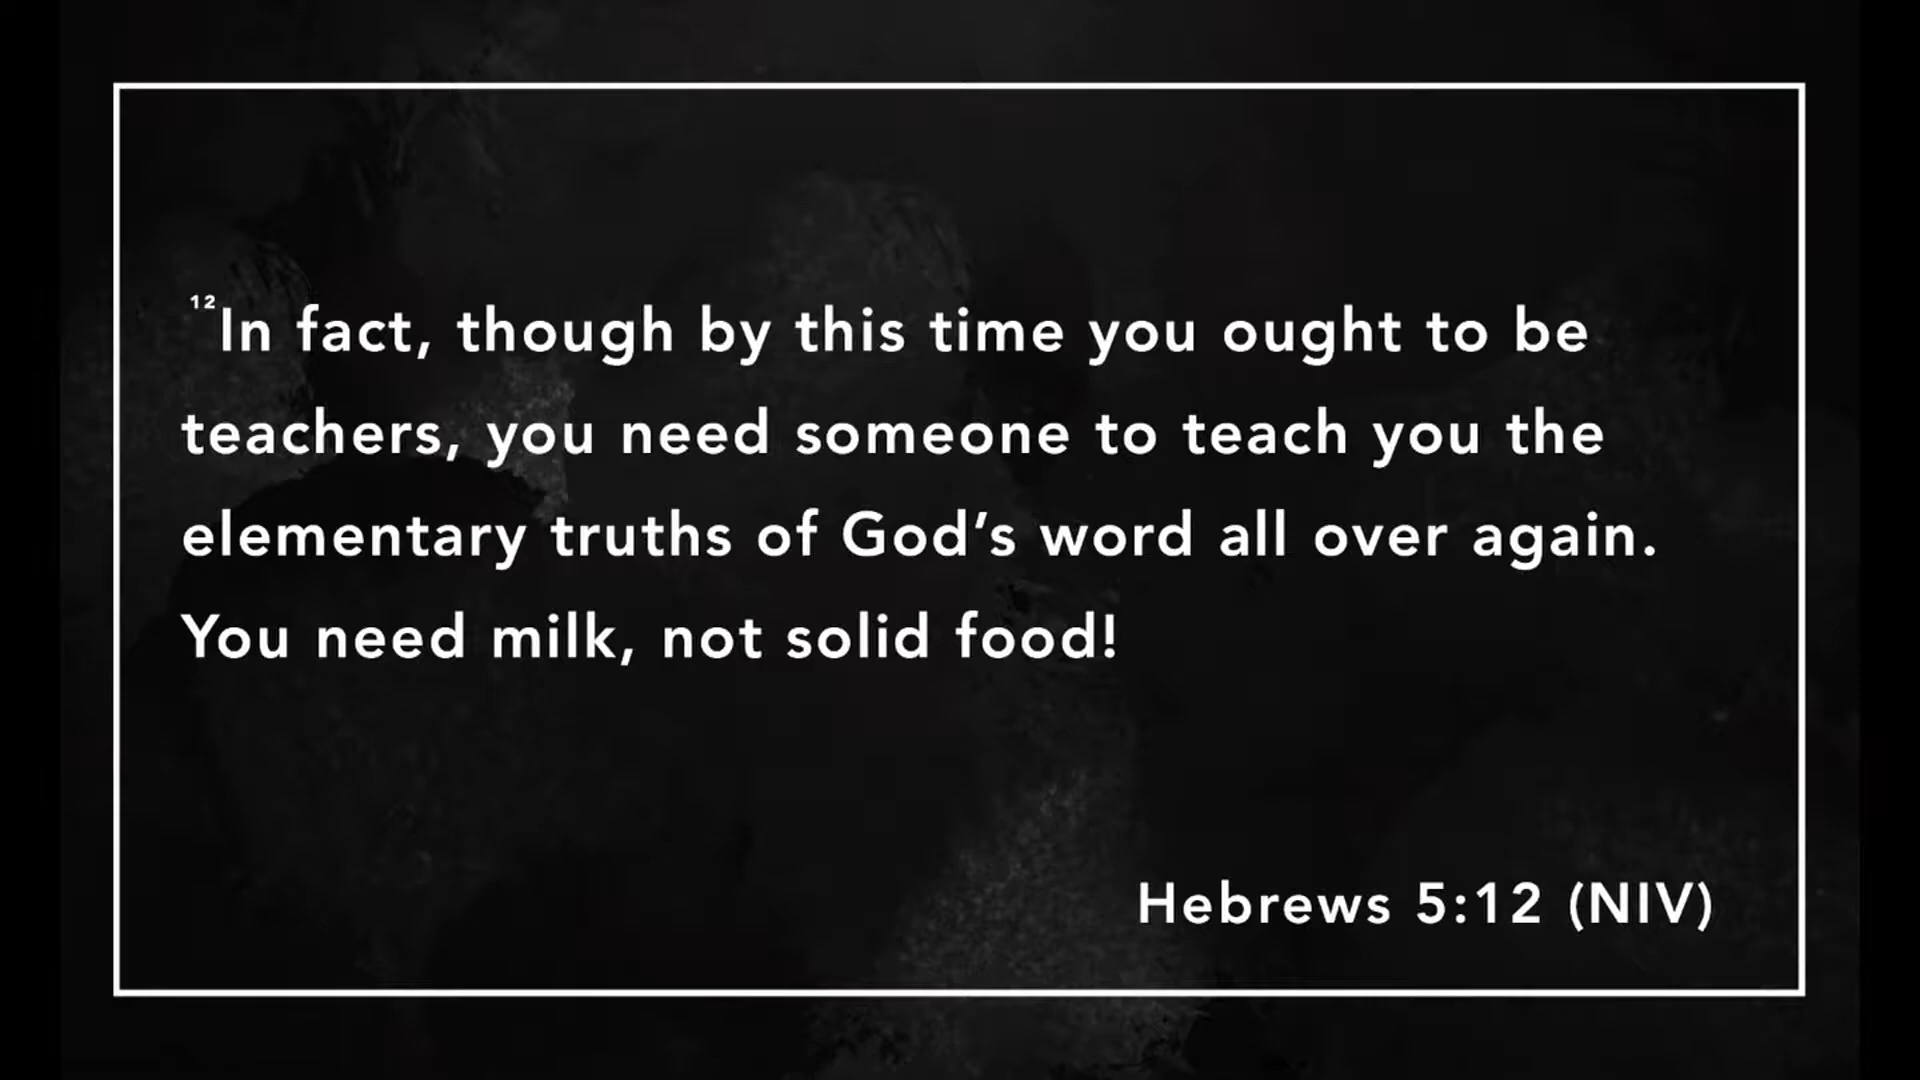 ¹²In fact, though by this time you ought to be
teachers, you need someone to teach you the
elementary truths of God’s word all over again.
You need milk, not solid food!
Hebrews 5:12 (NIV)